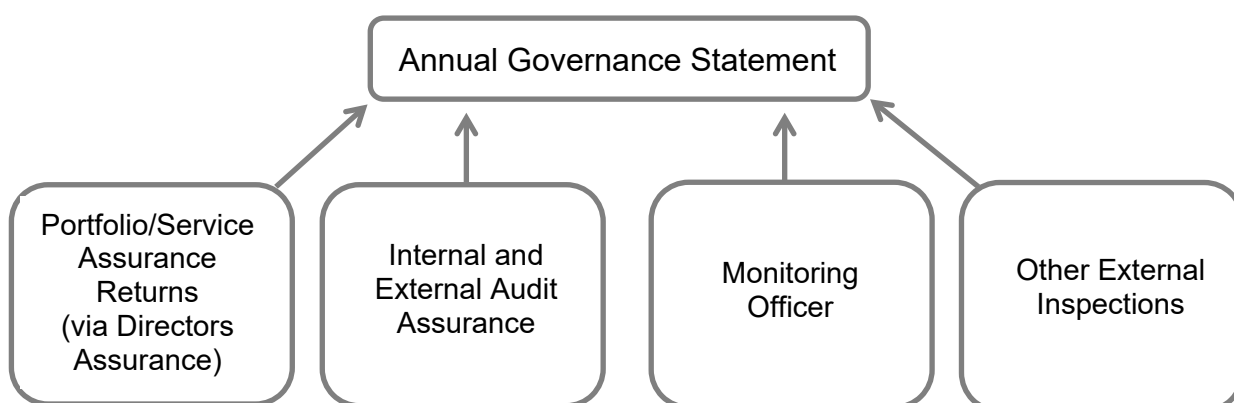 Annual Governance Statement
Portfolio/Service
Assurance
Returns
(via Directors
Assurance)
Internal and
External Audit
Assurance
Monitoring
Officer
Other External
Inspections